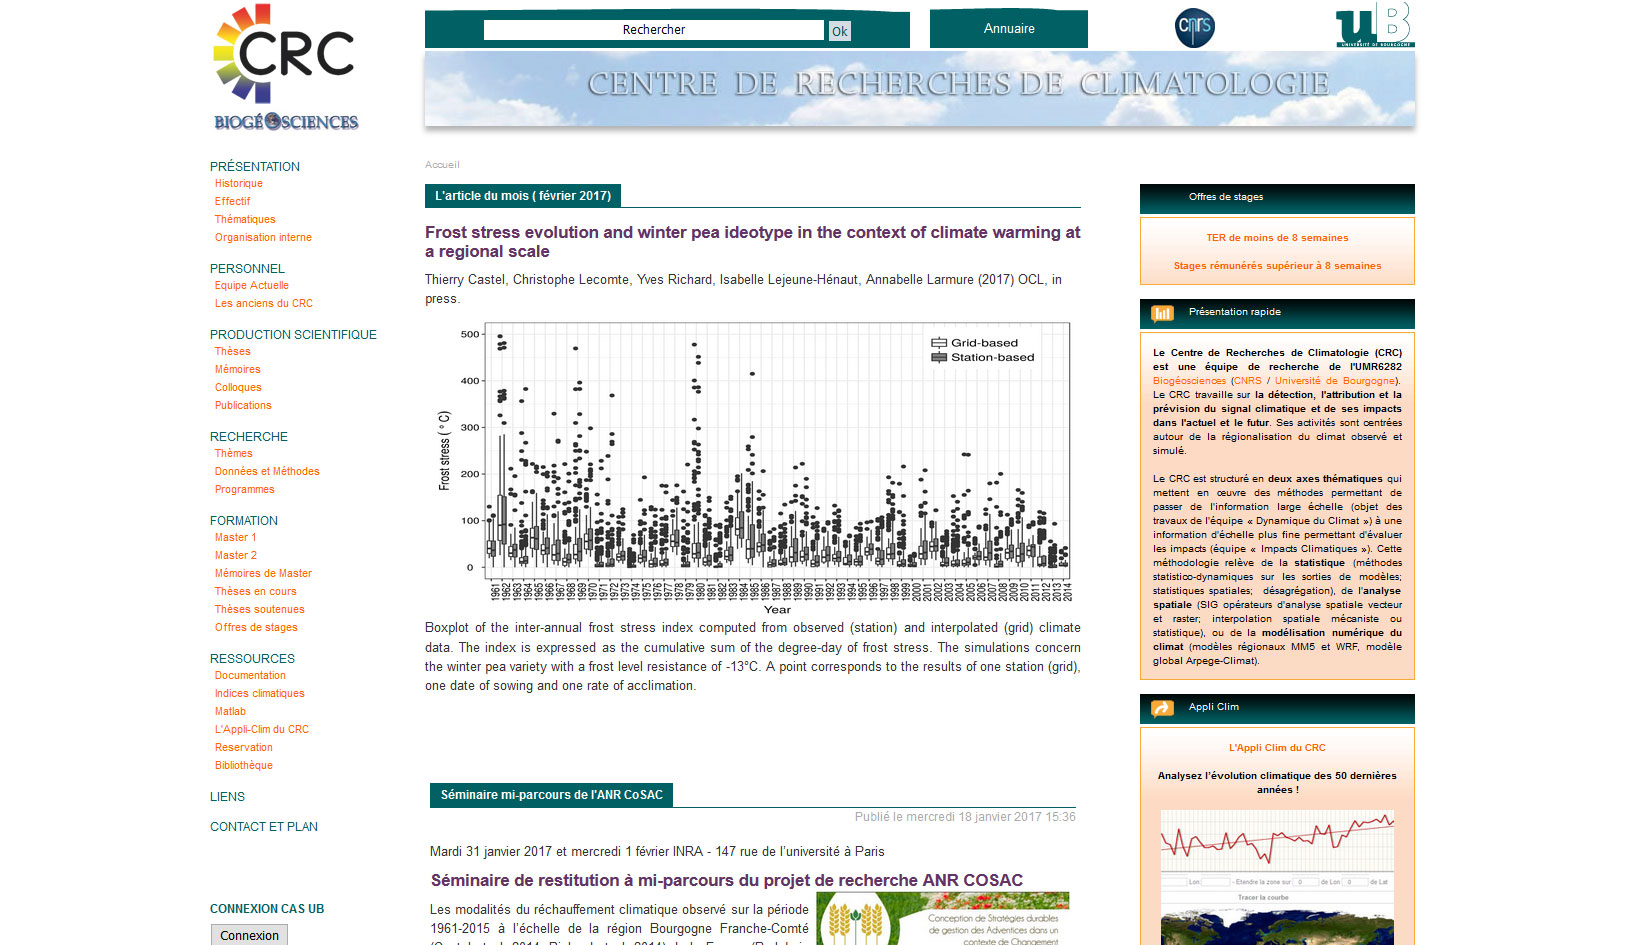 CRC
BIOGÉOSCIENCES
Rechercher
Ok
Annuaire
cnrs
uB
UNIVERSITÉ DE BOURGOGNE
CENTRE DE RECHERCHES DE CLIMATOLOGIE
PRÉSENTATION
Historique
Effectif
Thématiques
Organisation interne
PERSONNEL
Equipe Actuelle
Les anciens du CRC
PRODUCTION SCIENTIFIQUE
Thèses
Mémoires
Colloques
Publications
RECHERCHE
Thèmes
Données et Méthodes
Programmes
FORMATION
Master 1
Master 2
Mémoires de Master
Thèses en cours
Thèses soutenues
Offres de stages
RESSOURCES
Documentation
Indices climatiques
Matlab
L'Appli-Clim du CRC
Reservation
Bibliothèque
LIENS
CONTACT ET PLAN
CONNEXION CAS UB
Connexion
Accueil
L'article du mois ( février 2017)
Frost stress evolution and winter pea ideotype in the context of climate warming at
a regional scale
Thierry Castel, Christophe Lecomte, Yves Richard, Isabelle Lejeune-Hénaut, Annabelle Larmure (2017) OCL, in
press.
Grid-based
Station-based
500
400
300
200
100
0
Frost stress ( ° C)
1961 1962 1963 1964 1965 1966 1967 1968 1969 1970 1971 1972 1973 1974 1975 1976 1977 1978 1979 1980 1981 1982 1983 1984 1985 1986 1987 1988 1989 1990 1991 1992 1993 1994 1995 1996 1997 1998 1999 2000 2001 2002 2003 2004 2005 2006 2007 2008 2009 2010 2011 2012 2013 2014
Year
Boxplot of the inter-annual frost stress index computed from observed (station) and interpolated (grid) climate
data. The index is expressed as the cumulative sum of the degree-day of frost stress. The simulations concern
the winter pea variety with a frost level resistance of -13°C. A point corresponds to the results of one station (grid),
one date of sowing and one rate of acclimation.
Séminaire mi-parcours de l'ANR CoSAC
Publié le mercredi 18 janvier 2017 15:36
Mardi 31 janvier 2017 et mercredi 1 février INRA - 147 rue de l'université à Paris
Séminaire de restitution à mi-parcours du projet de recherche ANR COSAC
Les modalités du réchauffement climatique observé sur la période
1961-2015 à l'échelle de la région Bourgogne Franche-Comté
Conception de Stratégies durables
de gestion des Adventices dans un
contexte de Changement
Offres de stages
TER de moins de 8 semaines
Stages rémunérés supérieur à 8 semaines
Présentation rapide
Le Centre de Recherches de Climatologie (CRC)
est une équipe de recherche de l'UMR6282
Biogéosciences (CNRS / Université de Bourgogne).
Le CRC travaille sur la détection, l'attribution et la
prévision du signal climatique et de ses impacts
dans l'actuel et le futur. Ses activités sont centrées
autour de la régionalisation du climat observé et
simulé.
Le CRC est structuré en deux axes thématiques qui
mettent en œuvre des méthodes permettant de
passer de l'information large échelle (objet des
travaux de l'équipe « Dynamique du Climat ») à une
information d'échelle plus fine permettant d'évaluer
les impacts (équipe « Impacts Climatiques »). Cette
méthodologie relève de la statistique (méthodes
statistico-dynamiques sur les sorties de modèles;
statistiques spatiales; désagrégation), de l'analyse
spatiale (SIG opérateurs d'analyse spatiale vecteur
et raster; interpolation spatiale mécaniste ou
statistique), ou de la modélisation numérique du
climat (modèles régionaux MM5 et WRF, modèle
global Arpege-Climat).
Appli Clim
L'Appli Clim du CRC
Analysez l'évolution climatique des 50 dernières
années !
Lon: - Etendre la zone sur 0 de Lon 0 de Lat
Tracer la courbe